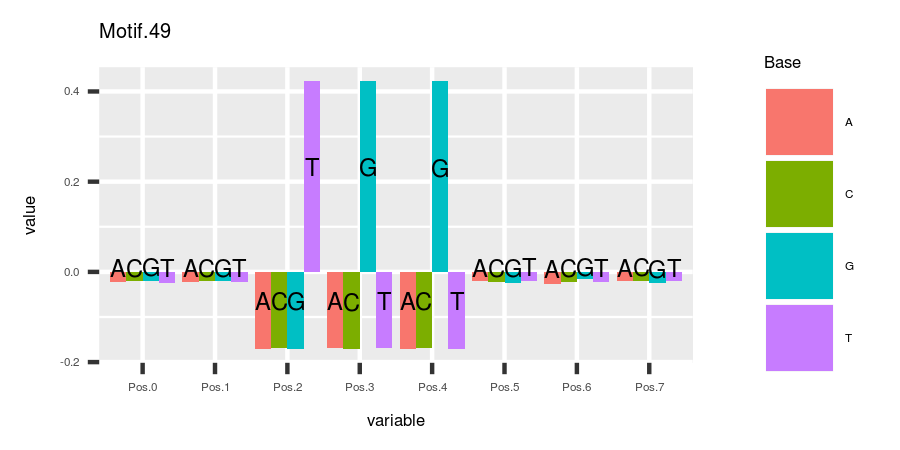 Motif.49
Base
A
C
G
T
value
0.4
0.2
0.0
-0.2
T G G
ACGT ACGT ACG AC T AC T ACGT ACGT ACGT
Pos.0 Pos.1 Pos.2 Pos.3 Pos.4 Pos.5 Pos.6 Pos.7
variable